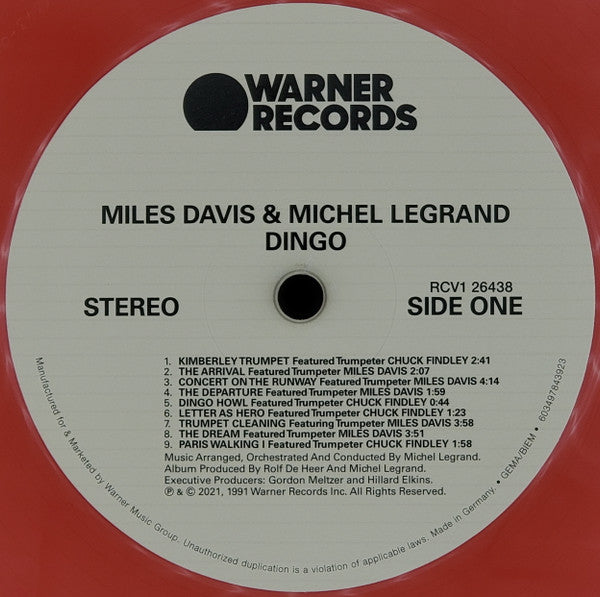 WARNER
RECORDS
MILES DAVIS & MICHEL LEGRAND
DINGO
STEREO
RCV1 26438
SIDE ONE
1. KIMBERLEY TRUMPET Featured Trumpeter CHUCK FINDLEY 2:41
2. THE ARRIVAL Featured Trumpeter MILES DAVIS 2:07
3. CONCERT ON THE RUNWAY Featured Trumpeter MILES DAVIS 4:14
4. THE DEPARTURE Featured Trumpeter MILES DAVIS 1:59
5. DINGO HOWL Featured Trumpeter CHUCK FINDLEY 0:44
6. LETTER AS HERO Featured Trumpeter CHUCK FINDLEY 1:23
7. TRUMPET CLEANING Featuring Trumpeter MILES DAVIS 3:58
8. THE DREAM Featured Trumpeter MILES DAVIS 3:51
9. PARIS WALKING I Featured Trumpeter CHUCK FINDLEY 1:58
Music Arranged, Orchestrated And Conducted By Michel Legrand.
Album Produced By Rolf De Heer And Michel Legrand.
Executive Producers: Gordon Meltzer and Hillard Elkins.
℗ & © 2021, 1991 Warner Records Inc. All Rights Reserved.
Manufactured for & Marketed by Warner Music Group. Unauthorized duplication is a violation of applicable laws. Made in Germany. • GEMA/BIEM • 603497843923